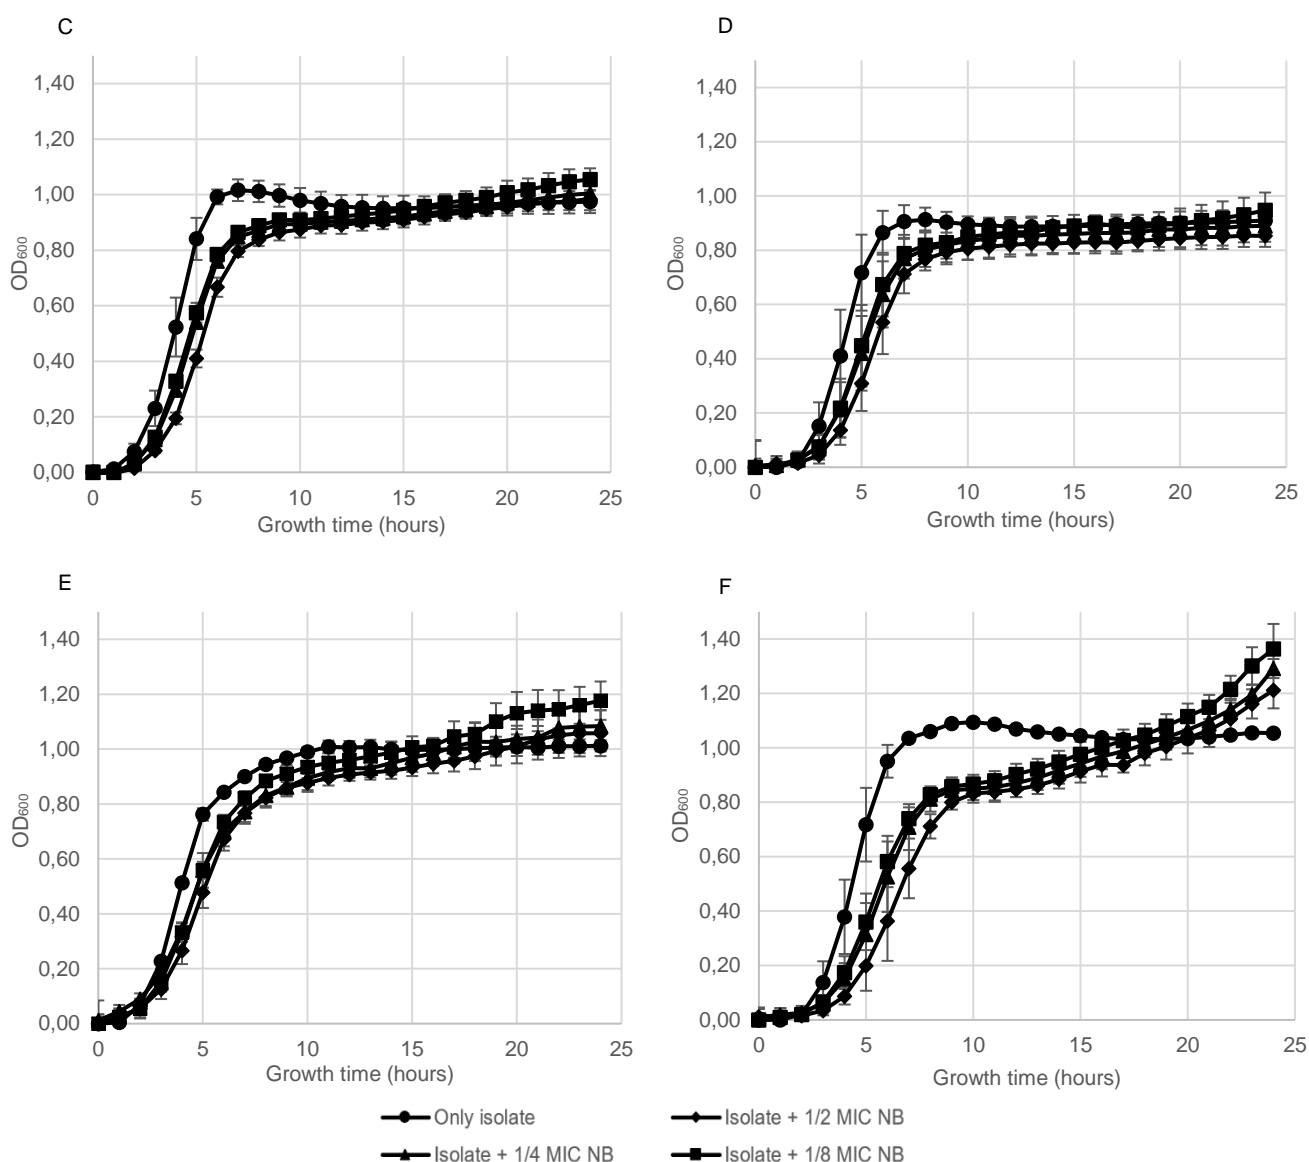 C
1,40
1,20
1,00
0,80
0,60
0,40
0,20
0,00
OD600
0 5 10 15 20 25
Growth time (hours)
D
1,40
1,20
1,00
0,80
0,60
0,40
0,20
0,00
OD600
0 5 10 15 20 25
Growth time (hours)
E
1,40
1,20
1,00
0,80
0,60
0,40
0,20
0,00
OD600
0 5 10 15 20 25
Growth time (hours)
F
1,40
1,20
1,00
0,80
0,60
0,40
0,20
0,00
OD600
0 5 10 15 20 25
Growth time (hours)
Only isolate
Isolate + 1/2 MIC NB
Isolate + 1/4 MIC NB
Isolate + 1/8 MIC NB